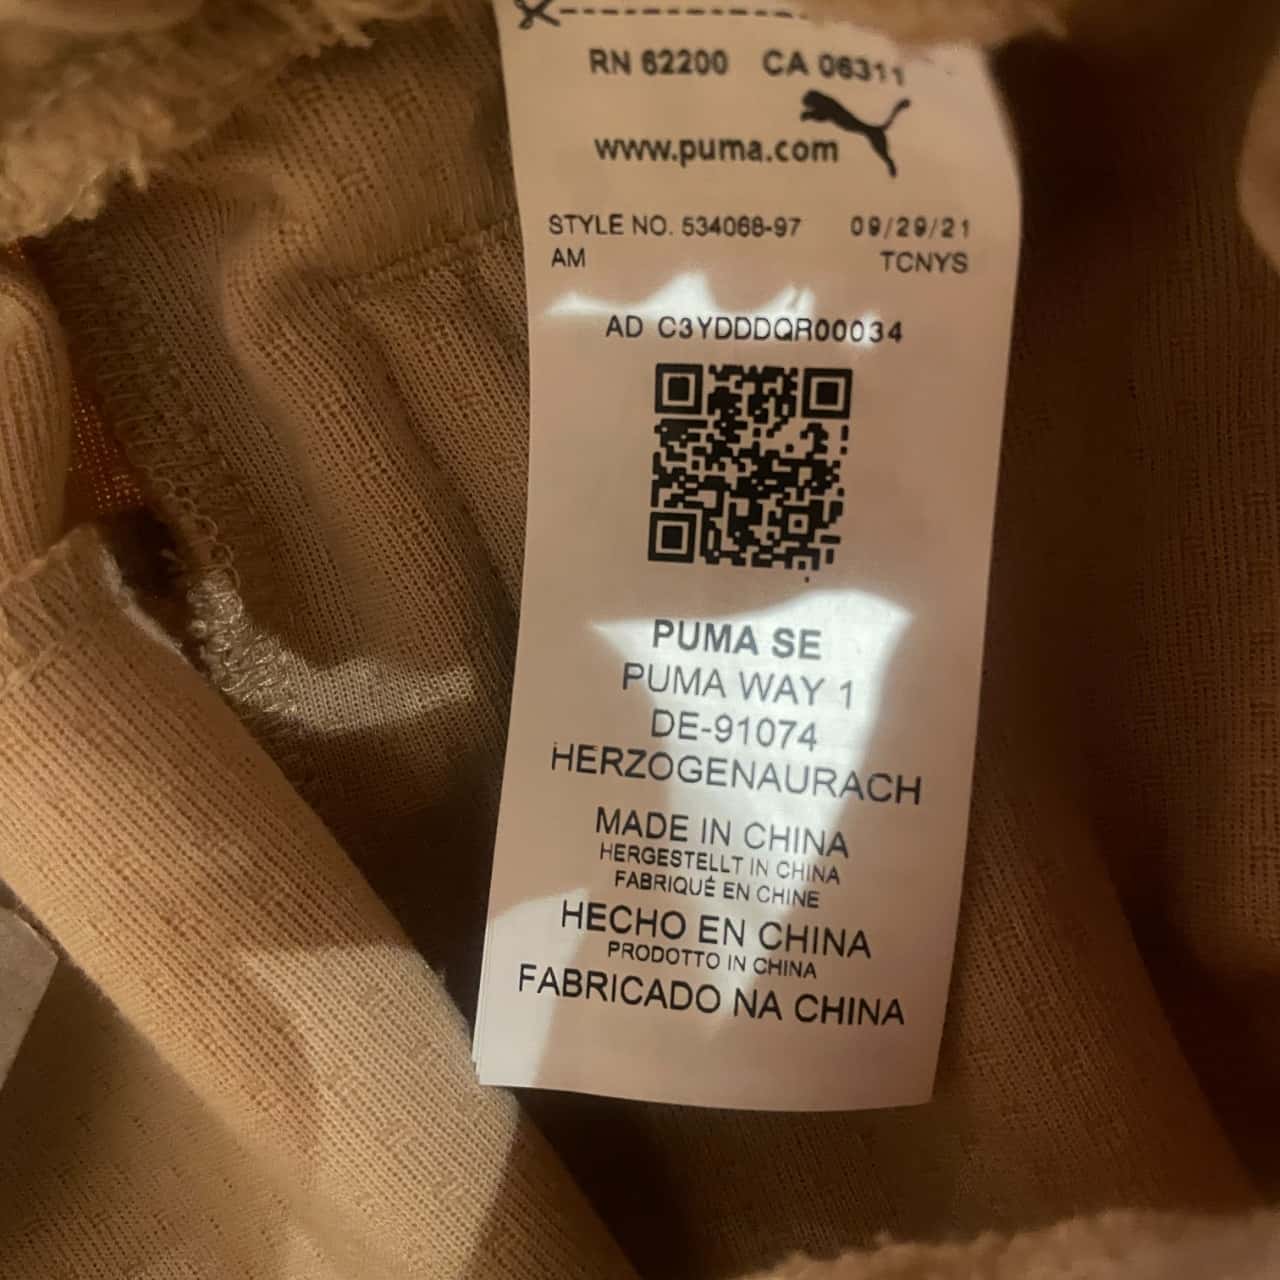 RN 62200 CA 06311
www.puma.com
STYLE NO. 534068-97 09/29/21
AM TCNYS
AD C3YDDDQR00034
PUMA SE
PUMA WAY 1
DE-91074
HERZOGENAURACH
MADE IN CHINA
HERGESTELLT IN CHINA
FABRIQUÉ EN CHINE
HECHO EN CHINA
PRODOTTO IN CHINA
FABRICADO NA CHINA